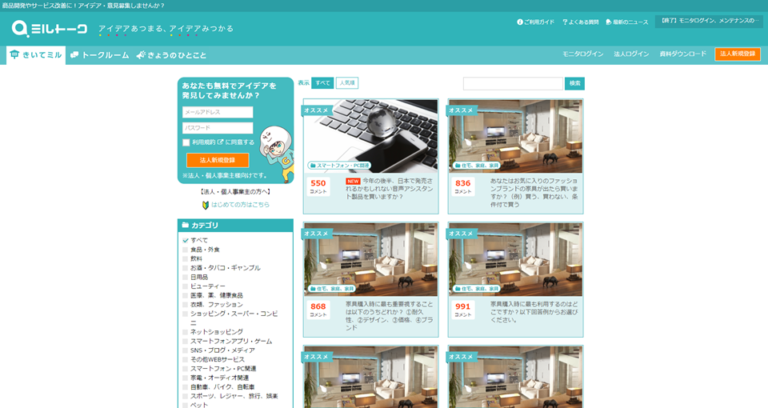 商品開発やサービス改善に！アイデア・意見募集しませんか？
ミルトーク アイデアあつまる、アイデアみつかる
ご利用ガイド よくある質問 最新のニュース 【終了】モニタログイン、メンテナンスの…
きいてミル トークルーム きょうのひとこと
モニタログイン 法人ログイン 資料ダウンロード 法人新規登録
あなたも無料でアイデアを
発見してみませんか？
メールアドレス
パスワード
利用規約 に同意する
法人新規登録
※法人・個人事業主様向けです。
【法人・個人事業主の方へ】
はじめての方はこちら
カテゴリ
すべて
食品・外食
飲料
お酒・タバコ・ギャンブル
日用品
ビューティー
医療、薬、健康食品
衣類、ファッション
ショッピング・スーパー・コンビ
ニ
ネットショッピング
スマートフォンアプリ・ゲーム
SNS・ブログ・メディア
その他WEBサービス
スマートフォン・PC関連
家電・オーディオ関連
自動車、バイク、自転車
スポーツ、レジャー、旅行、娯楽
ペット
表示 すべて 人気順
検索
オススメ
スマートフォン・PC関連
550
コメント
NEW 今年の後半、日本で発売さ
れるかもしれない音声アシスタン
ト製品を買いますか？
オススメ
住宅、家具、家具
836
コメント
あなたはお気に入りのファッショ
ンブランドの家具が出たら買いま
すか？（例）買う、買わない、条
件付で買う
オススメ
住宅、家具、家具
868
コメント
家具購入時に最も重要視すること
は以下のうちどれか？ ①耐久
性、②デザイン、③価格、④ブラン
ド
オススメ
住宅、家具、家具
991
コメント
家具購入時に最も利用するのはど
こですか？以下回答例からお選び
ください。
オススメ
オススメ